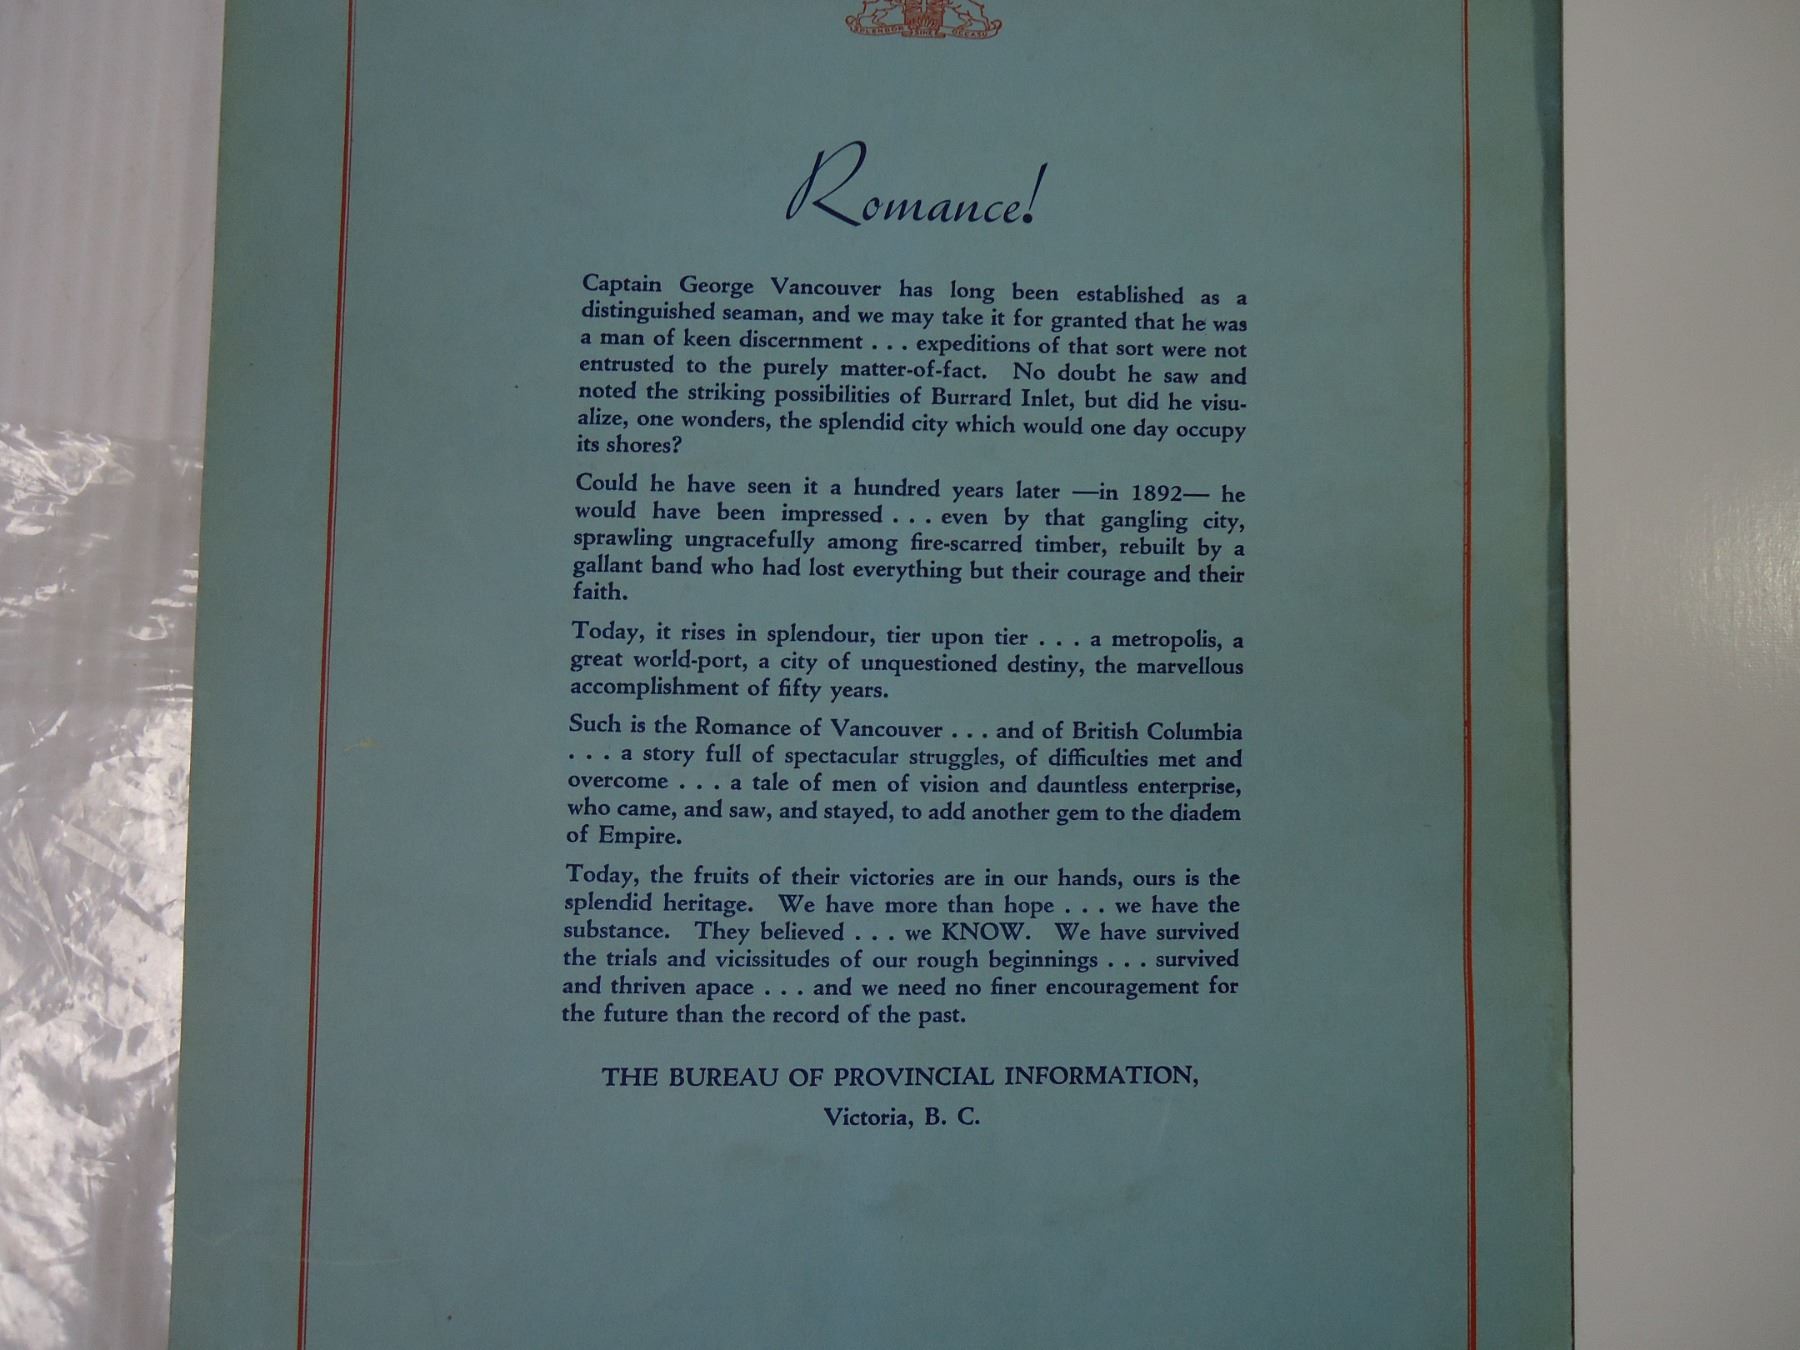 SPLENDOR SINE OCCASU
Romance!
Captain George Vancouver has long been established as a
distinguished seaman, and we may take it for granted that he was
a man of keen discernment . . . expeditions of that sort were not
entrusted to the purely matter-of-fact. No doubt he saw and
noted the striking possibilities of Burrard Inlet, but did he visu-
alize, one wonders, the splendid city which would one day occupy
its shores?
Could he have seen it a hundred years later —in 1892— he
would have been impressed . . . even by that gangling city,
sprawling ungracefully among fire-scarred timber, rebuilt by a
gallant band who had lost everything but their courage and their
faith.
Today, it rises in splendour, tier upon tier . . . a metropolis, a
great world-port, a city of unquestioned destiny, the marvellous
accomplishment of fifty years.
Such is the Romance of Vancouver . . . and of British Columbia
. . . a story full of spectacular struggles, of difficulties met and
overcome . . . a tale of men of vision and dauntless enterprise,
who came, and saw, and stayed, to add another gem to the diadem
of Empire.
Today, the fruits of their victories are in our hands, ours is the
splendid heritage. We have more than hope . . . we have the
substance. They believed . . . we KNOW. We have survived
the trials and vicissitudes of our rough beginnings . . . survived
and thriven apace . . . and we need no finer encouragement for
the future than the record of the past.
THE BUREAU OF PROVINCIAL INFORMATION,
Victoria, B. C.